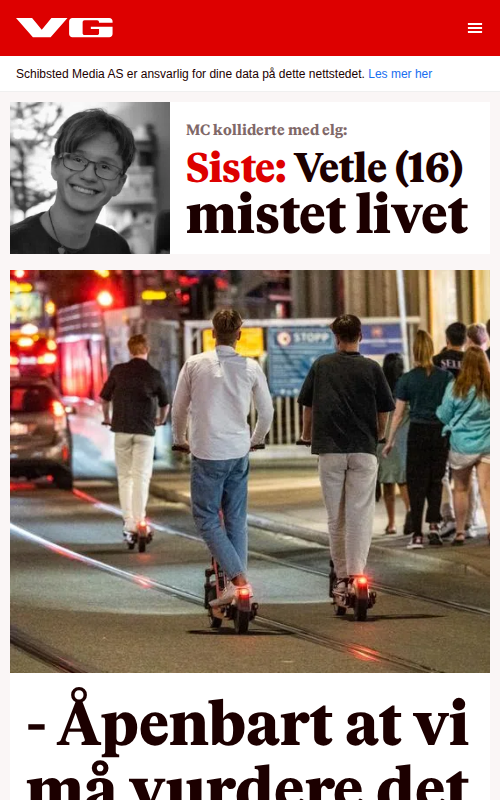 VG
Schibsted Media AS er ansvarlig for dine data på dette nettstedet. Les mer her
MC kolliderte med elg:
Siste: Vetle (16)
mistet livet
STOPP
- Åpenbart at vi
må vurdere det